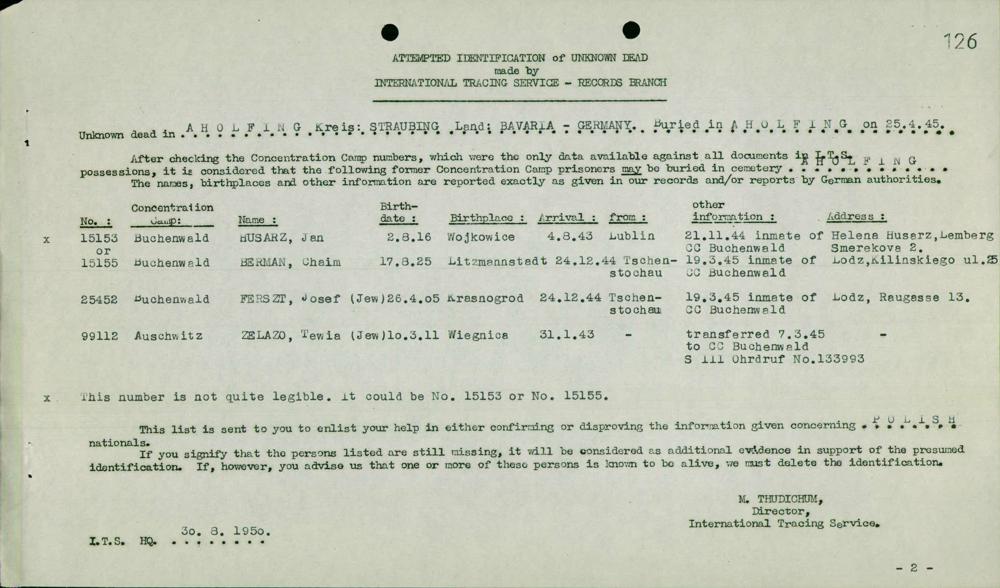 126
ATTEMPTED IDENTIFICATION of UNKNOWN DEAD
made by
INTERNATIONAL TRACING SERVICE - RECORDS BRANCH
Unknown dead in A H O L F I N G Kreis: STRAUBING Land: BAVARIA - GERMANY. Buried in A H O L F I N G on 25.4.45.
1
After checking the Concentration Camp numbers, which were the only data available against all documents in I.T.S.
possessions, it is considered that the following former Concentration Camp prisoners may be buried in cemetery A H O L F I N G
The names, birthplaces and other information are reported exactly as given in our records and/or reports by German authorities.
No. : Concentration Camp: Name : Birth-date : Birthplace : Arrival : from : other information : Address :
x 15153 Buchenwald HUSARZ, Jan 2.8.16 Wojkowice 4.8.43 Lublin 21.11.44 inmate of Helena Husarz, Lemberg
or CC Buchenwald Smerekova 2.
15155 Buchenwald BERMAN, Chaim 17.8.25 Litzmannstadt 24.12.44 Tschen- 19.3.45 inmate of Lodz, Kilinskiego ul.25
stochau CC Buchenwald
25452 Buchenwald FERSZT, Josef (Jew) 26.4.05 Krasnogrod 24.12.44 Tschen- 19.3.45 inmate of Lodz, Raugasse 13.
stochau CC Buchenwald
99112 Auschwitz ZELAZO, Tewia (Jew) 1o.3.11 Wiegnica 31.1.43 - transferred 7.3.45 -
to CC Buchenwald
S III Ohrdruf No.133993
x This number is not quite legible. It could be No. 15153 or No. 15155.
This list is sent to you to enlist your help in either confirming or disproving the information given concerning P O L I S H
nationals.
If you signify that the persons listed are still missing, it will be considered as additional evidence in support of the presumed
identification. If, however, you advise us that one or more of these persons is known to be alive, we must delete the identification.
M. THUDICHUM,
Director,
International Tracing Service.
I.T.S. HQ. 3o. 8. 195o.
- 2 -